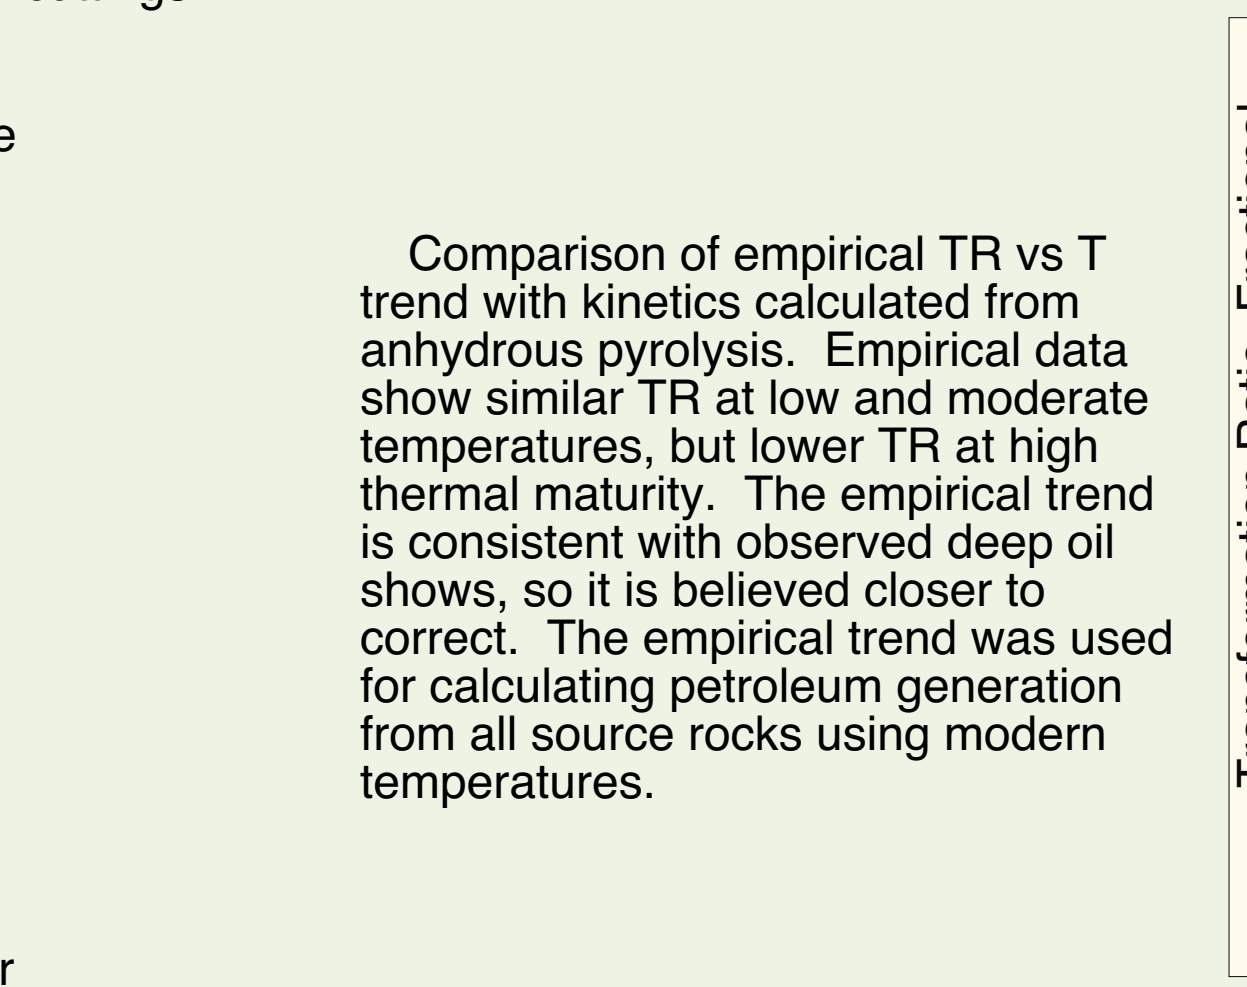 Comparison of empirical TR vs T
trend with kinetics calculated from
anhydrous pyrolysis.  Empirical data
show similar TR at low and moderate
temperatures, but lower TR at high
thermal maturity.  The empirical trend
is consistent with observed deep oil
shows, so it is believed closer to
correct.  The empirical trend was used
for calculating petroleum generation
from all source rocks using modern
temperatures.